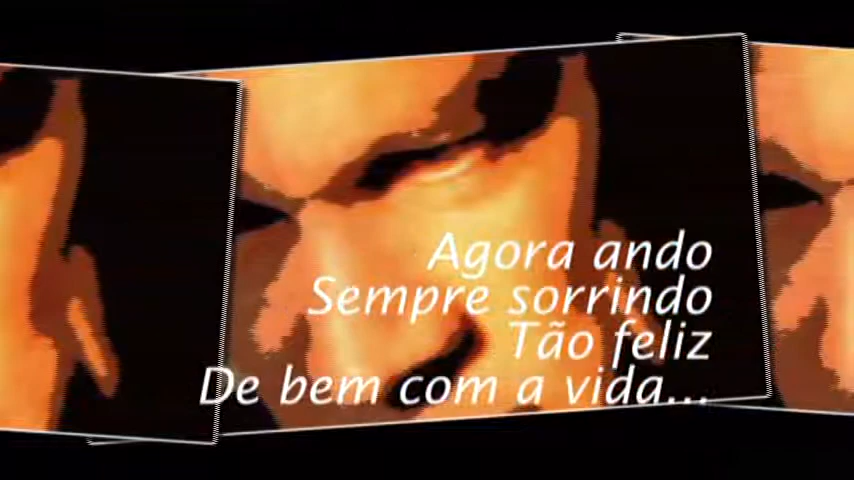 Agora ando
Sempre sorrindo
Tão feliz
De bem com a vida...